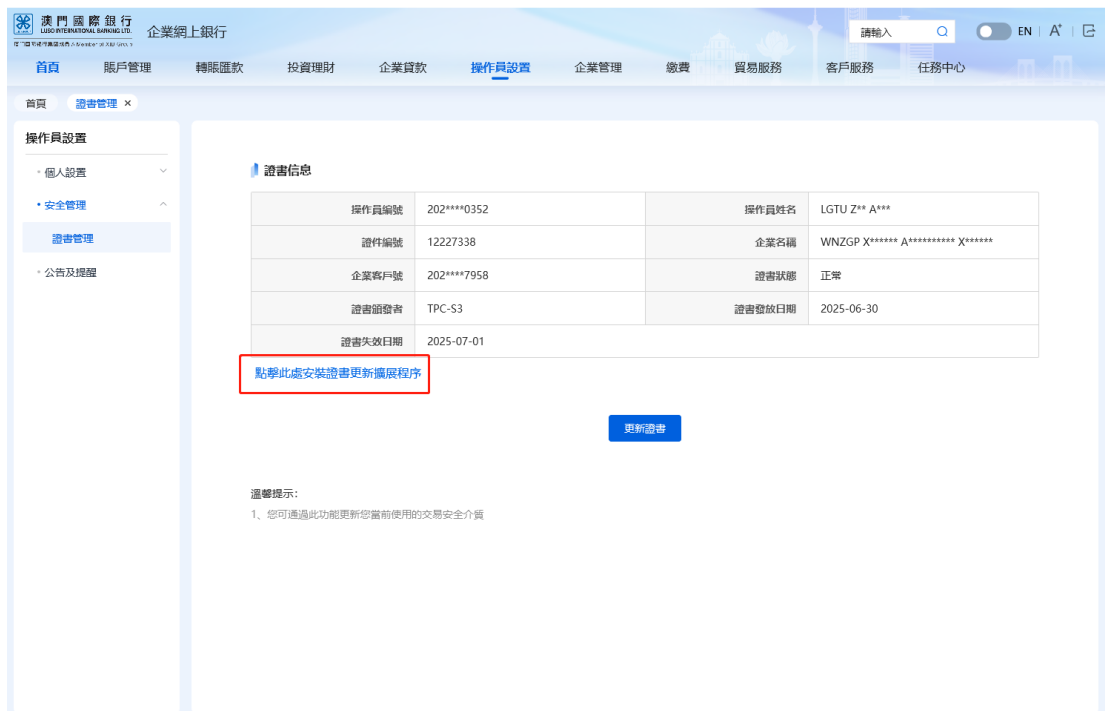 澳門國際銀行 企業網上銀行 請輸入 EN | A+
LUSO INTERNATIONAL BANKING LTD.
首頁 賬戶管理 轉賬匯款 投資理財 企業貸款 操作員設置 企業管理 繳費 貿易服務 客戶服務 任務中心
首頁 證書管理 ×
操作員設置
個人設置
安全管理
證書管理
公告及提醒
證書信息
操作員編號 202****0352 操作員姓名 LGTU Z** A***
證件編號 12227338 企業名稱 WNZGP X****** A********** X******
企業客戶號 202****7958 證書狀態 正常
證書頒發者 TPC-S3 證書發放日期 2025-06-30
證書失效日期 2025-07-01
點擊此處安裝證書更新擴展程序
更新證書
溫馨提示：
1、您可通過此功能更新您當前使用的交易安全介質